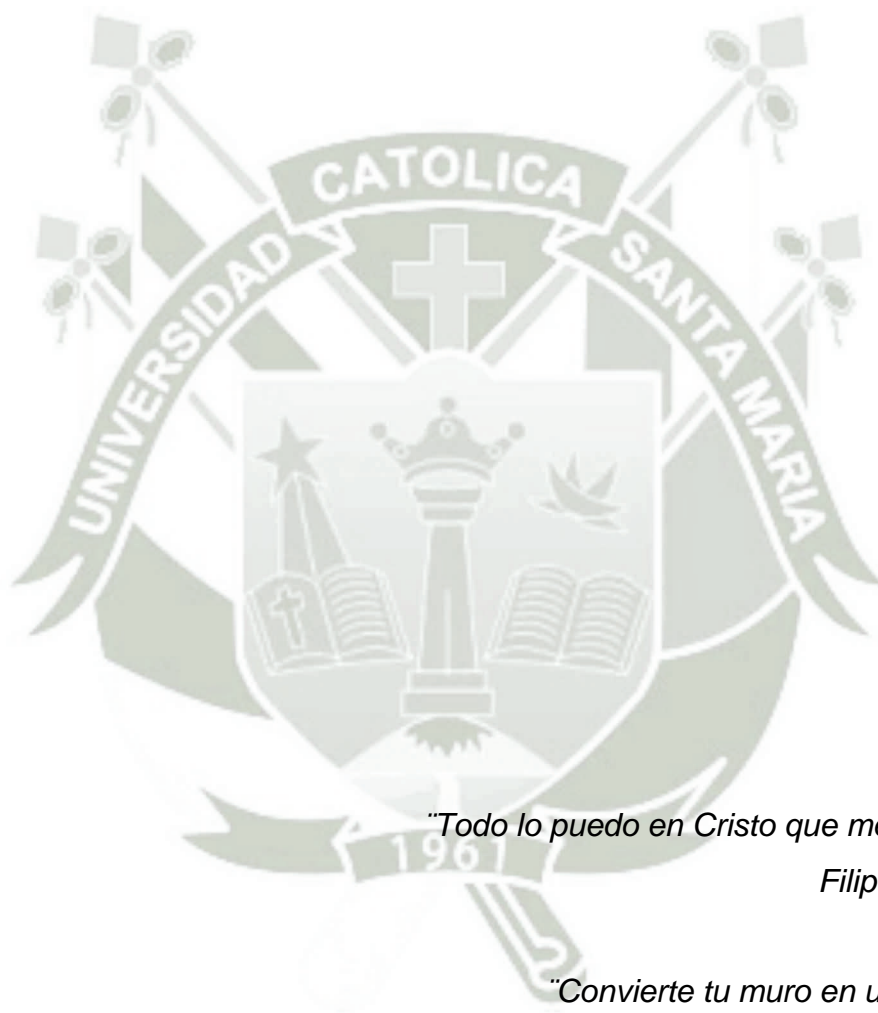 UNIVERSIDAD CATOLICA SANTA MARIA
1961
¨Todo lo puedo en Cristo que m
Filip
¨Convierte tu muro en u